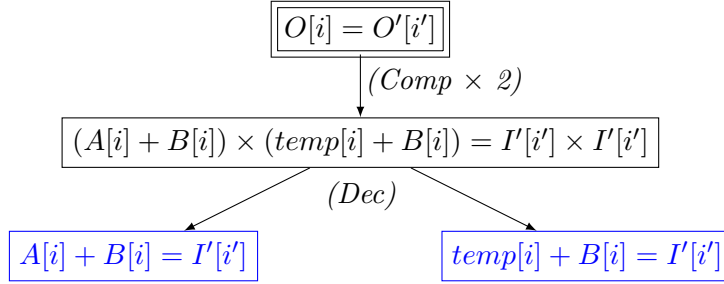 O[i] = O′[i′]
(Comp × 2)
(A[i] + B[i]) × (temp[i] + B[i]) = I′[i′] × I′[i′]
(Dec)
A[i] + B[i] = I′[i′]
temp[i] + B[i] = I′[i′]